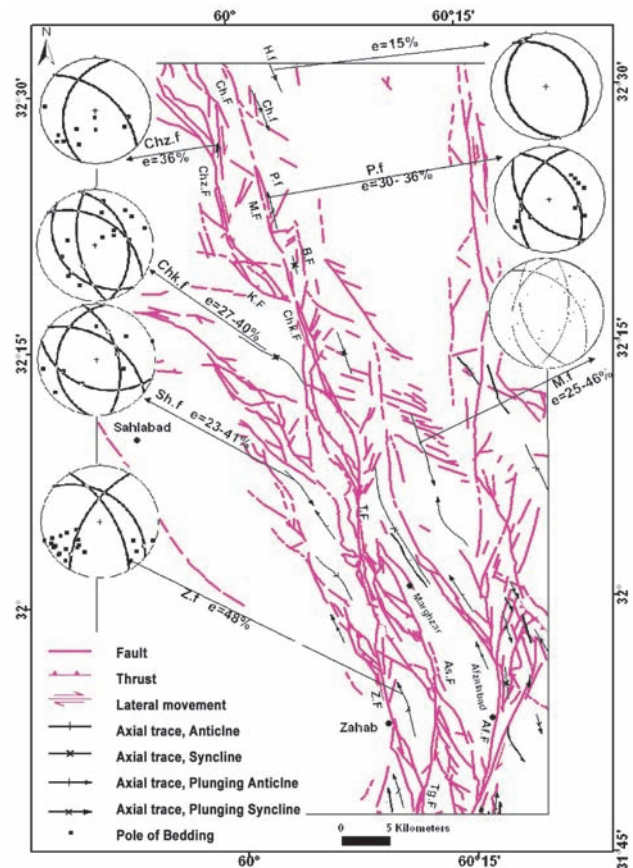 60°
60°15'
N
32°30'
32°30'
H.f
e=15%
Ch.F
Ch.f
Chz.f
e=36%
P.f
e=30- 36%
Chz.F
P.f
M.F
B.F
Chk.f
e=27-40%
K.F
Chk.F
32°15'
32°15'
M.f
e=25-46%
Sh.f
e=23-41%
Sahlabad
T.F
32°
32°
Marghzar
Z.f e=48%
As.F
Afzalabad
Z.F
Zahab
Af.F
Tg.F
Fault
Thrust
Lateral movement
Axial trace, Anticlne
Axial trace, Syncline
Axial trace, Plunging Anticlne
Axial trace, Plunging Syncline
Pole of Bedding
0 5 Kilometers
60°
60°15'
31°45'